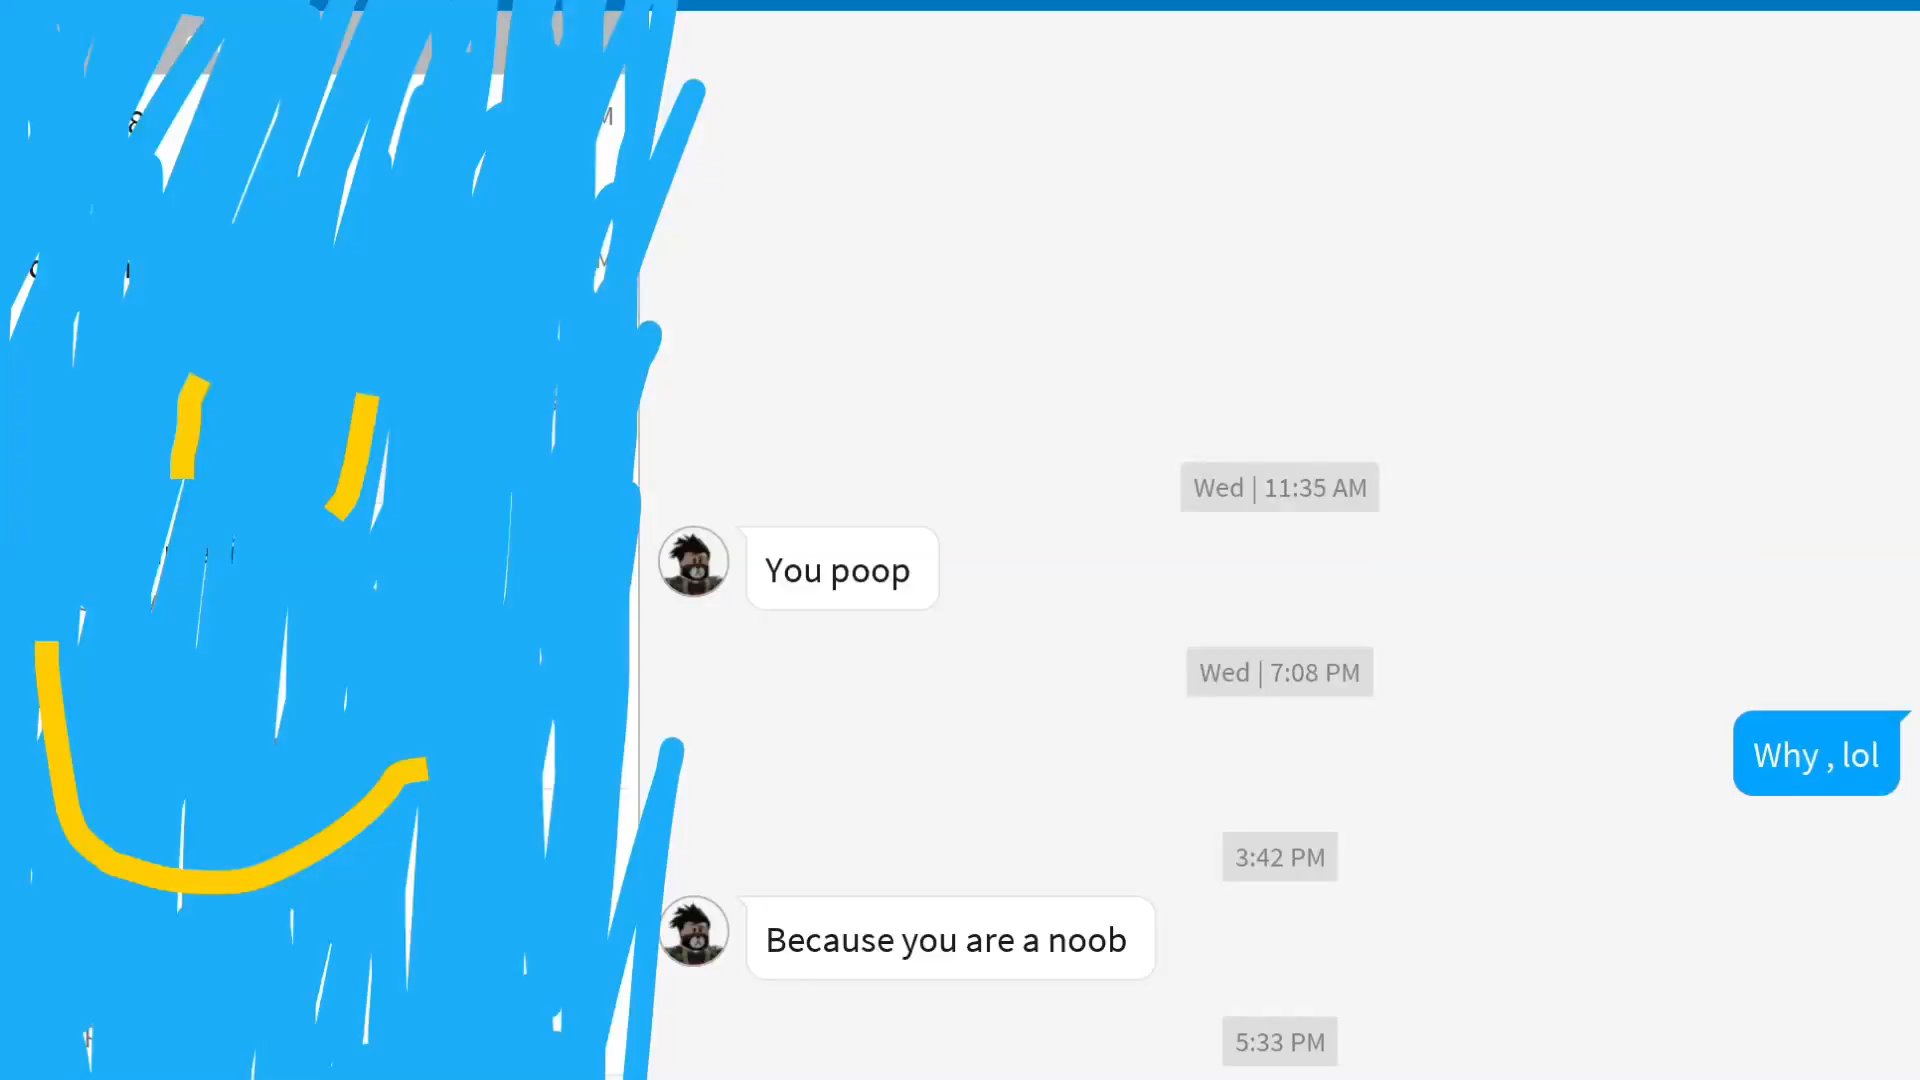 Wed | 11:35 AM
You poop
Wed | 7:08 PM
Why , lol
3:42 PM
Because you are a noob
5:33 PM